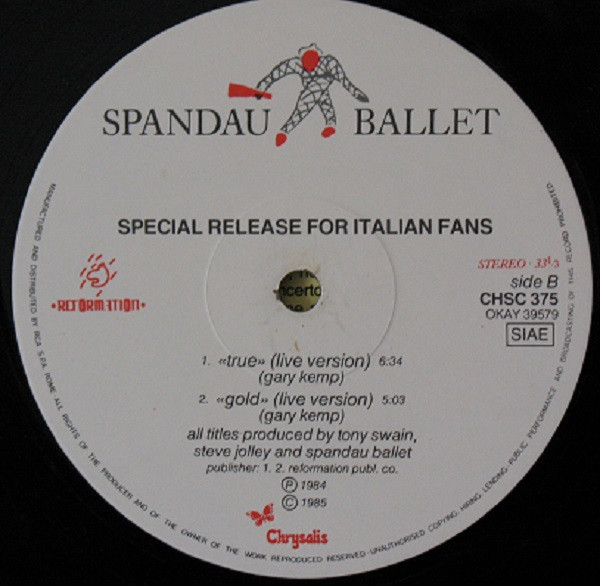 SPANDAU BALLET
SPECIAL RELEASE FOR ITALIAN FANS
REFORMATION
STEREO · 33⅓
side B
CHSC 375
OKAY 39579
SIAE
ncerto
1. «true» (live version) 6:34
(gary kemp)
2. «gold» (live version) 5:03
(gary kemp)
all titles produced by tony swain,
steve jolley and spandau ballet
publisher: 1. 2. reformation publ. co.
Ⓟ 1984
© 1985
Chrysalis
MANUFACTURED AND DISTRIBUTED BY RCA S.P.A. ROME ALL RIGHTS OF THE PRODUCER AND OF THE OWNER OF THE WORK REPRODUCED RESERVED-UNAUTHORISED COPYING, HIRING, LENDING, PUBLIC PERFORMANCE AND BROADCASTING OF THIS RECORD PROHIBITED